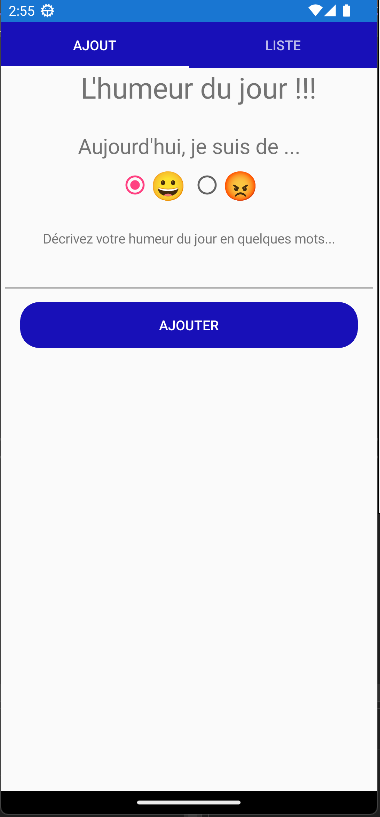 2:55
AJOUT LISTE
L'humeur du jour !!!
Aujourd'hui, je suis de ...
😀 😡
Décrivez votre humeur du jour en quelques mots...
AJOUTER